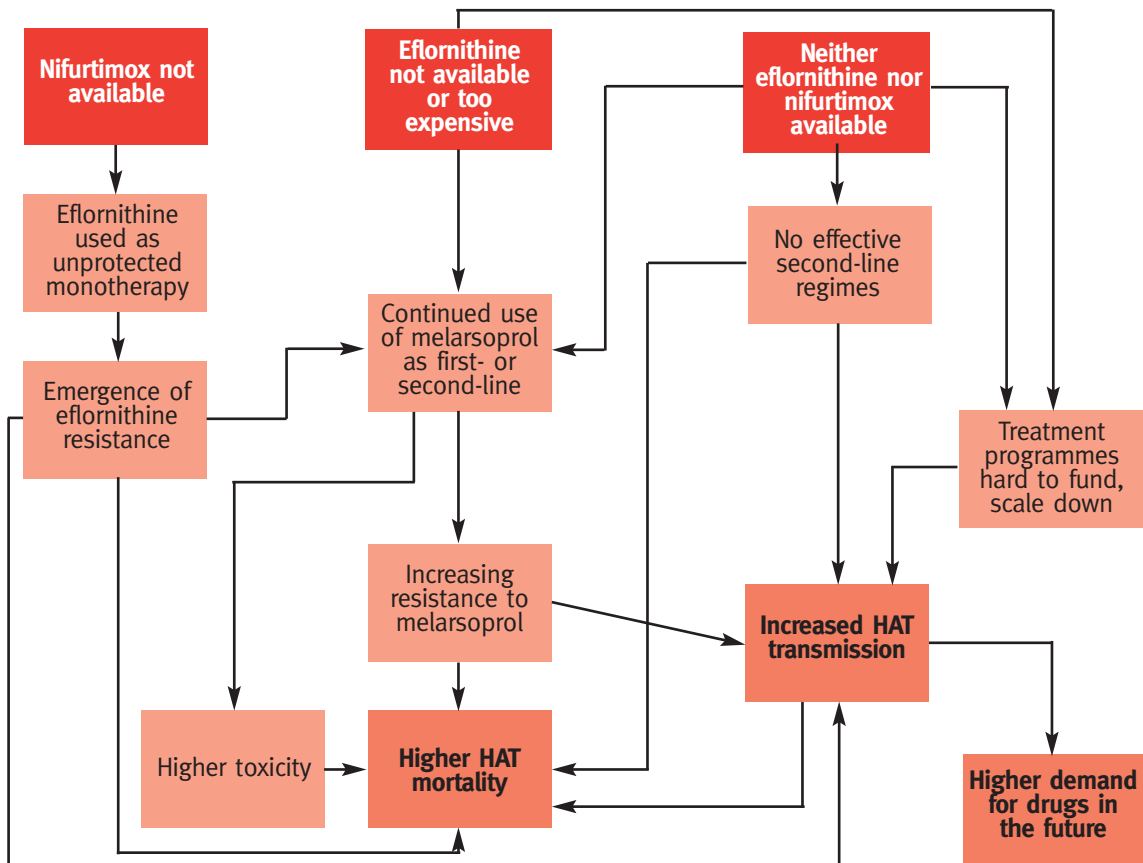 Nifurtimox not
available
Eflornithine
not available
or too
expensive
Neither
eflornithine nor
nifurtimox
available
Eflornithine
used as
unprotected
monotherapy
No effective
second-line
regimes
Continued use
of melarsoprol
as first- or
second-line
Emergence of
eflornithine
resistance
Treatment
programmes
hard to fund,
scale down
Increasing
resistance to
melarsoprol
Increased HAT
transmission
Higher toxicity
Higher HAT
mortality
Higher demand
for drugs in
the future